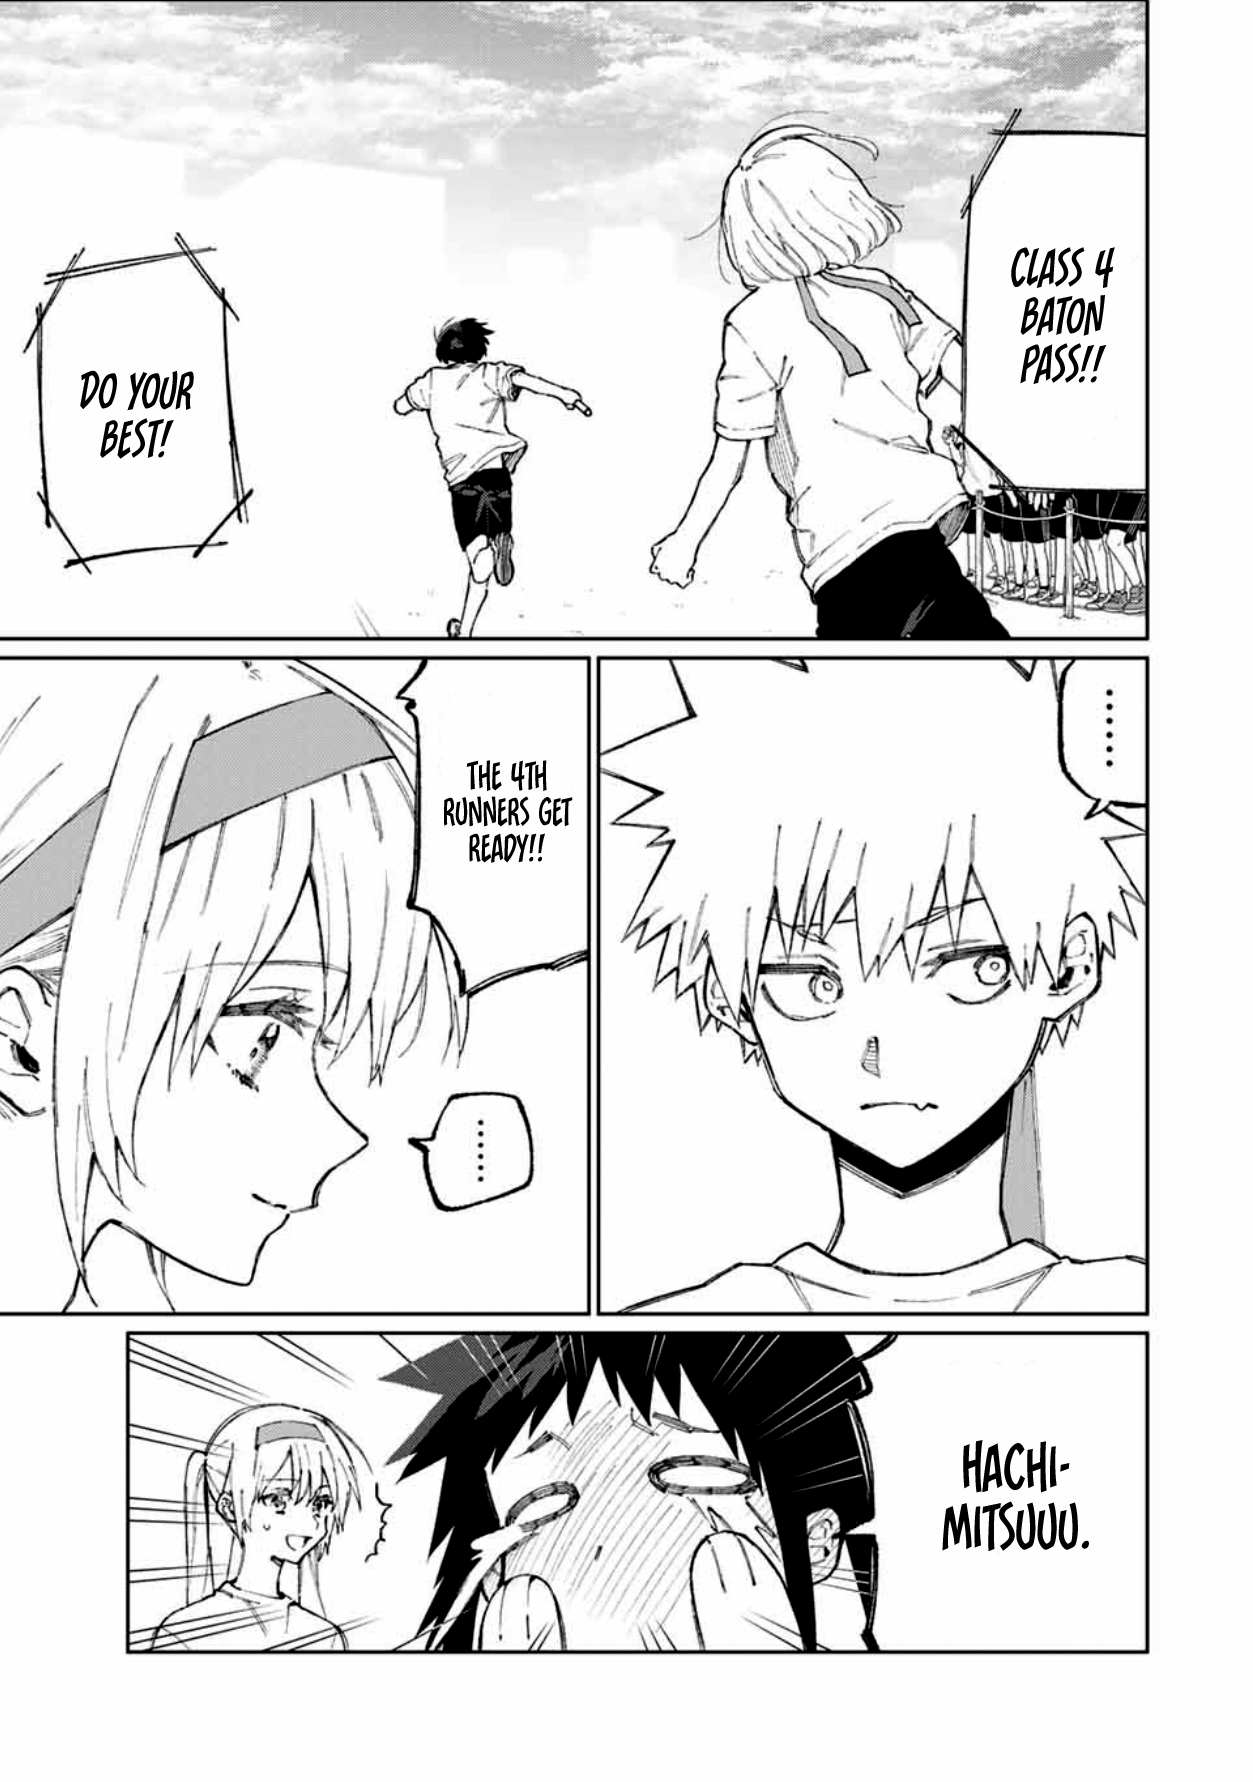 CLASS 4
BATON
PASS!!
DO YOUR
BEST!
......
THE 4TH
RUNNERS GET
READY!!
......
HACHI-
MITSUUU.